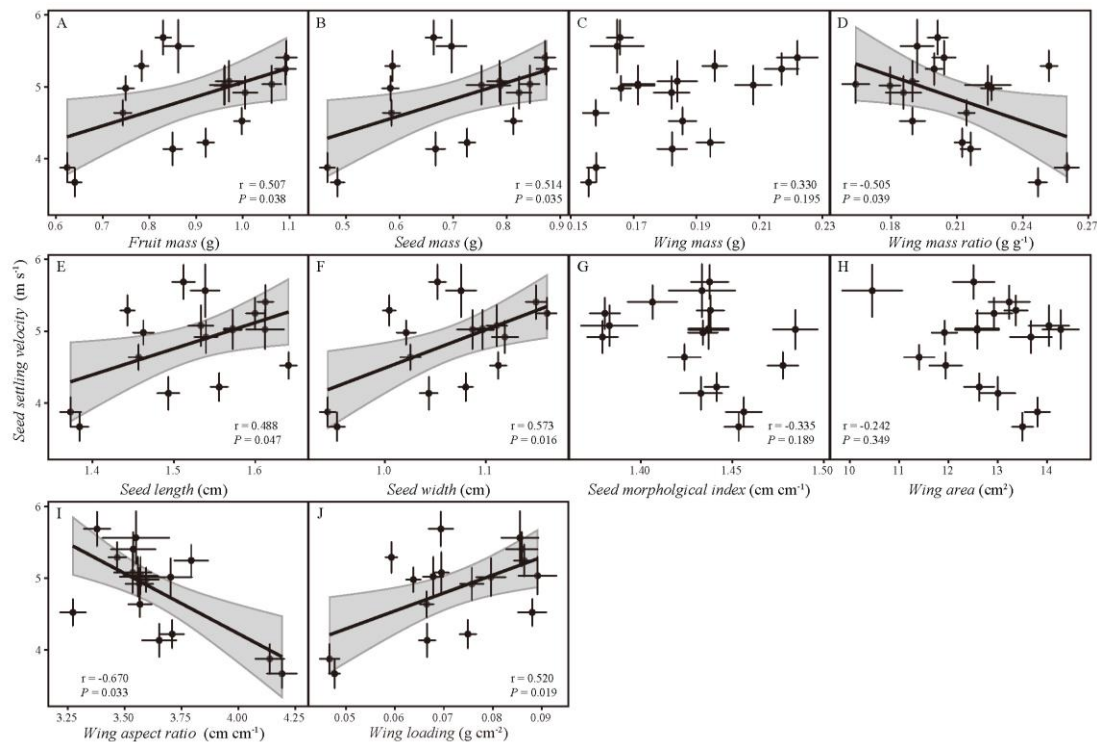 A
B
C
D
6
5
4
r = 0.507
P = 0.038
r = 0.514
P = 0.035
r = 0.330
P = 0.195
r = -0.505
P = 0.039
0.6 0.7 0.8 0.9 1.0 1.1
0.5 0.6 0.7 0.8 0.9
0.15 0.17 0.19 0.21 0.23
0.18 0.21 0.24 0.27
Fruit mass (g)
Seed mass (g)
Wing mass (g)
Wing mass ratio (g g⁻¹)
E
F
G
H
6
5
4
Seed settling velocity (m s⁻¹)
r = 0.488
P = 0.047
r = 0.573
P = 0.016
r = -0.335
P = 0.189
r = -0.242
P = 0.349
1.4 1.5 1.6
1.0 1.1
1.40 1.45 1.50
10 11 12 13 14
Seed length (cm)
Seed width (cm)
Seed morpholgical index (cm cm⁻¹)
Wing area (cm²)
I
J
6
5
4
r = -0.670
P = 0.033
r = 0.520
P = 0.019
3.25 3.50 3.75 4.00 4.25
0.05 0.06 0.07 0.08 0.09
Wing aspect ratio (cm cm⁻¹)
Wing loading (g cm⁻²)